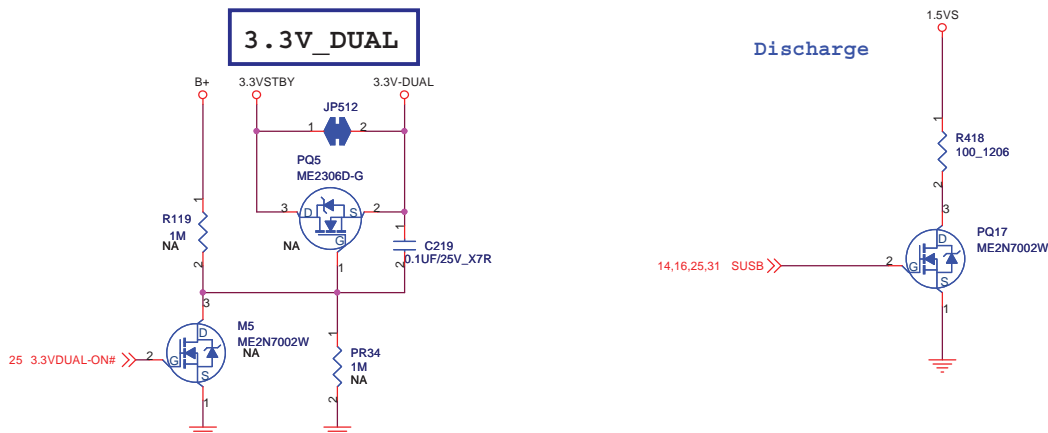 3.3V_DUAL
B+
3.3VSTBY
3.3V-DUAL
JP512
1
2
PQ5
ME2306D-G
3
D
S
2
G
NA
1
1
R119
1M
NA
2
1
C219
0.1UF/25V_X7R
2
3
M5
ME2N7002W
NA
D
G
S
25 3.3VDUAL-ON#
2
1
1
PR34
1M
NA
2
Discharge
1.5VS
1
R418
100_1206
2
3
PQ17
ME2N7002W
D
G
S
14,16,25,31 SUSB
2
1